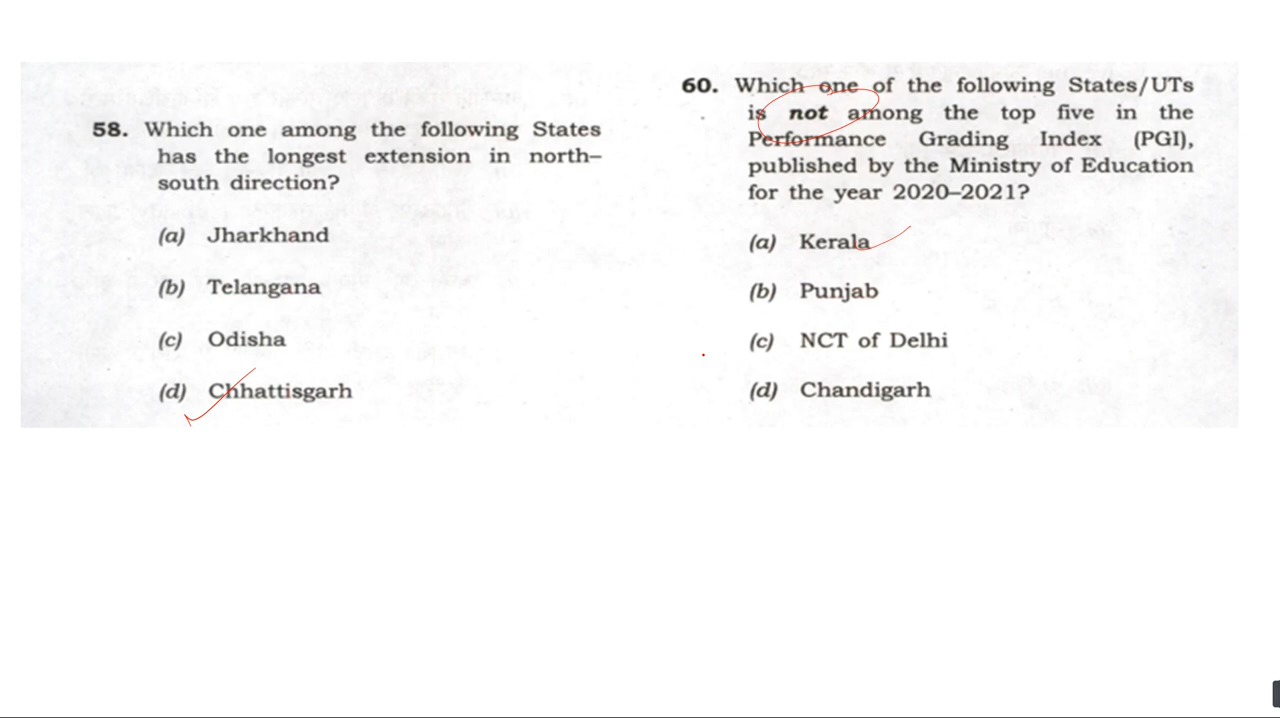 58. Which one among the following States
has the longest extension in north–
south direction?
(a) Jharkhand
(b) Telangana
(c) Odisha
(d) Chhattisgarh
60. Which one of the following States/UTs
is not among the top five in the
Performance Grading Index (PGI),
published by the Ministry of Education
for the year 2020–2021?
(a) Kerala
(b) Punjab
(c) NCT of Delhi
(d) Chandigarh